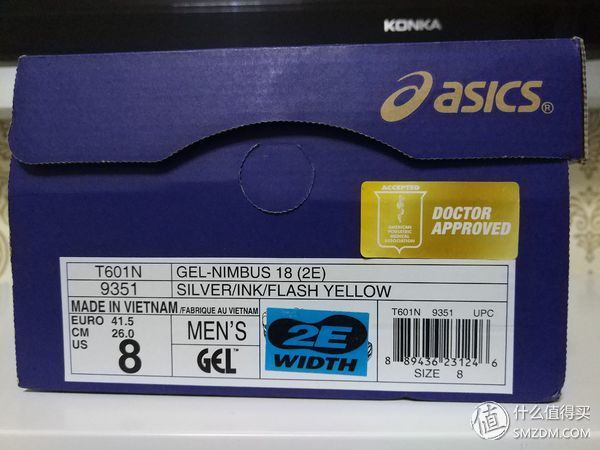 KONKA
asics®
ACCEPTED
AMERICAN
PODIATRIC
MEDICAL
ASSOCIATION
DOCTOR
APPROVED
T601N GEL-NIMBUS 18 (2E)
9351 SILVER/INK/FLASH YELLOW
MADE IN VIETNAM /FABRIQUE AU VIETNAM
EURO 41.5
CM 26.0
US 8
MEN'S
GEL™
2E
WIDTH
T601N 9351 UPC
8 89436 23124 6
SIZE 8
值 什么值得买
SMZDM.COM